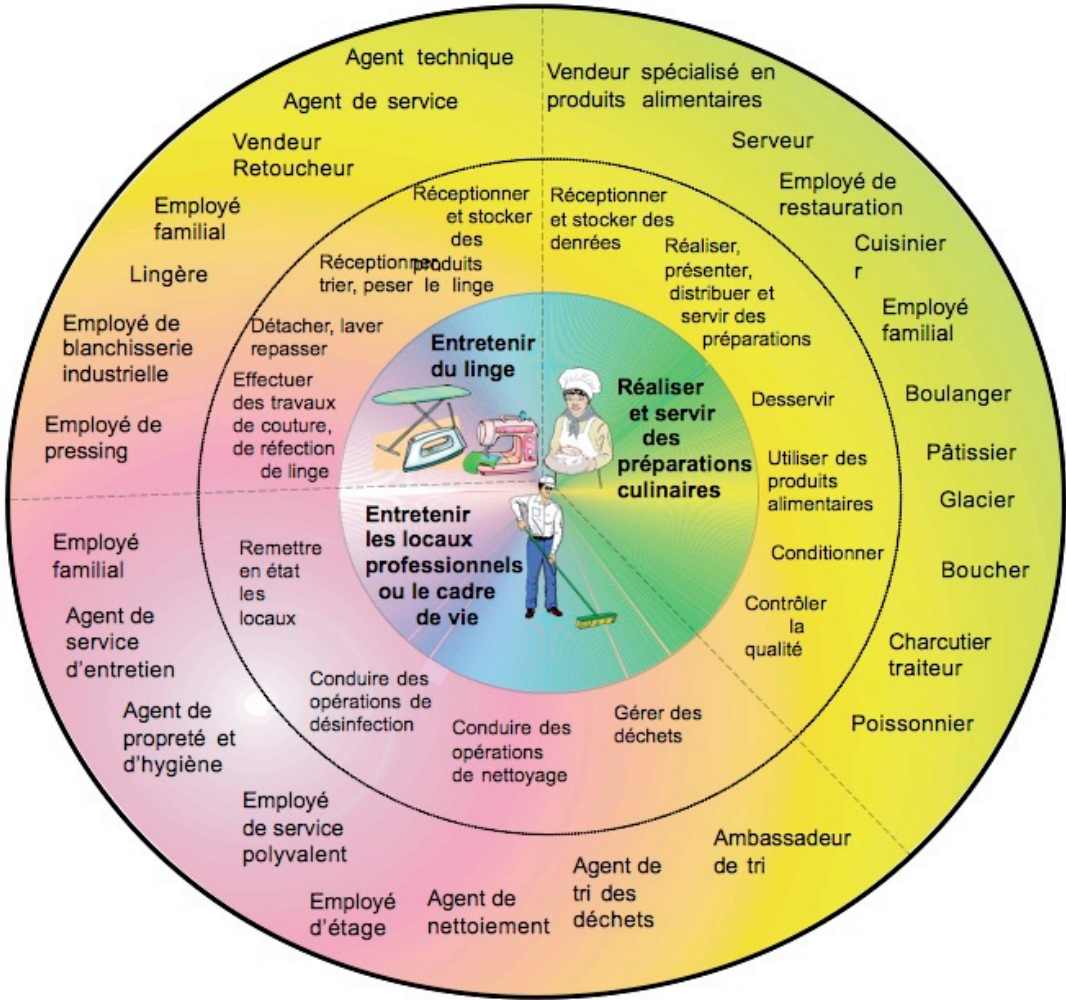 Agent technique
Agent de service
Vendeur
Retoucheur
Employé
familial
Lingère
Employé de
blanchisserie
industrielle
Employé de
pressing
Vendeur spécialisé en
produits alimentaires
Serveur
Employé de
restauration
Cuisinier
r
Employé
familial
Boulanger
Pâtissier
Glacier
Boucher
Charcutier
traiteur
Poissonnier
Réceptionner
et stocker
des
produits
Réceptionner,
trier, peser le linge
Détacher, laver
repasser
Effectuer
des travaux
de couture,
de réfection
de linge
Réceptionner
et stocker des
denrées
Réaliser,
présenter,
distribuer et
servir des
préparations
Desservir
Utiliser des
produits
alimentaires
Conditionner
Contrôler
la
qualité
Entretenir
du linge
Réaliser
et servir
des
préparations
culinaires
Entretenir
les locaux
professionnels
ou le cadre
de vie
Remettre
en état
les
locaux
Conduire des
opérations de
désinfection
Conduire des
opérations
de nettoyage
Gérer des
déchets
Employé
familial
Agent de
service
d'entretien
Agent de
propreté et
d'hygiène
Employé
de service
polyvalent
Employé
d'étage
Agent de
nettoiement
Agent de
tri des
déchets
Ambassadeur
de tri